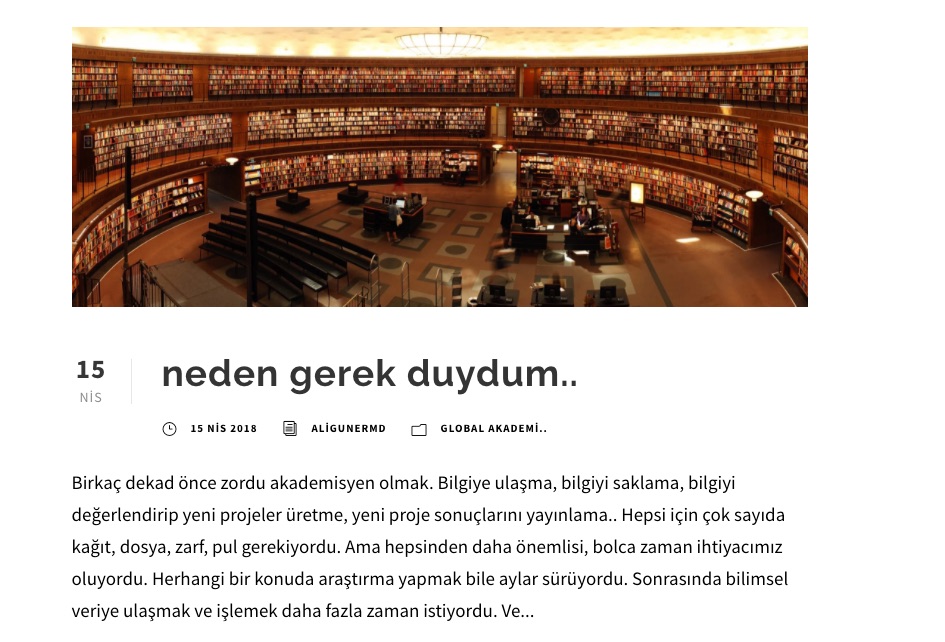 15
NİS
neden gerek duydum..
15 NİS 2018 ALİGUNERMD GLOBAL AKADEMİ..
Birkaç dekad önce zordu akademisyen olmak. Bilgiye ulaşma, bilgiyi saklama, bilgiyi
değerlendirip yeni projeler üretme, yeni proje sonuçlarını yayınlama.. Hepsi için çok sayıda
kağıt, dosya, zarf, pul gerekiyordu. Ama hepsinden daha önemlisi, bolca zaman ihtiyacımız
oluyordu. Herhangi bir konuda araştırma yapmak bile aylar sürüyordu. Sonrasında bilimsel
veriye ulaşmak ve işlemek daha fazla zaman istiyordu. Ve...